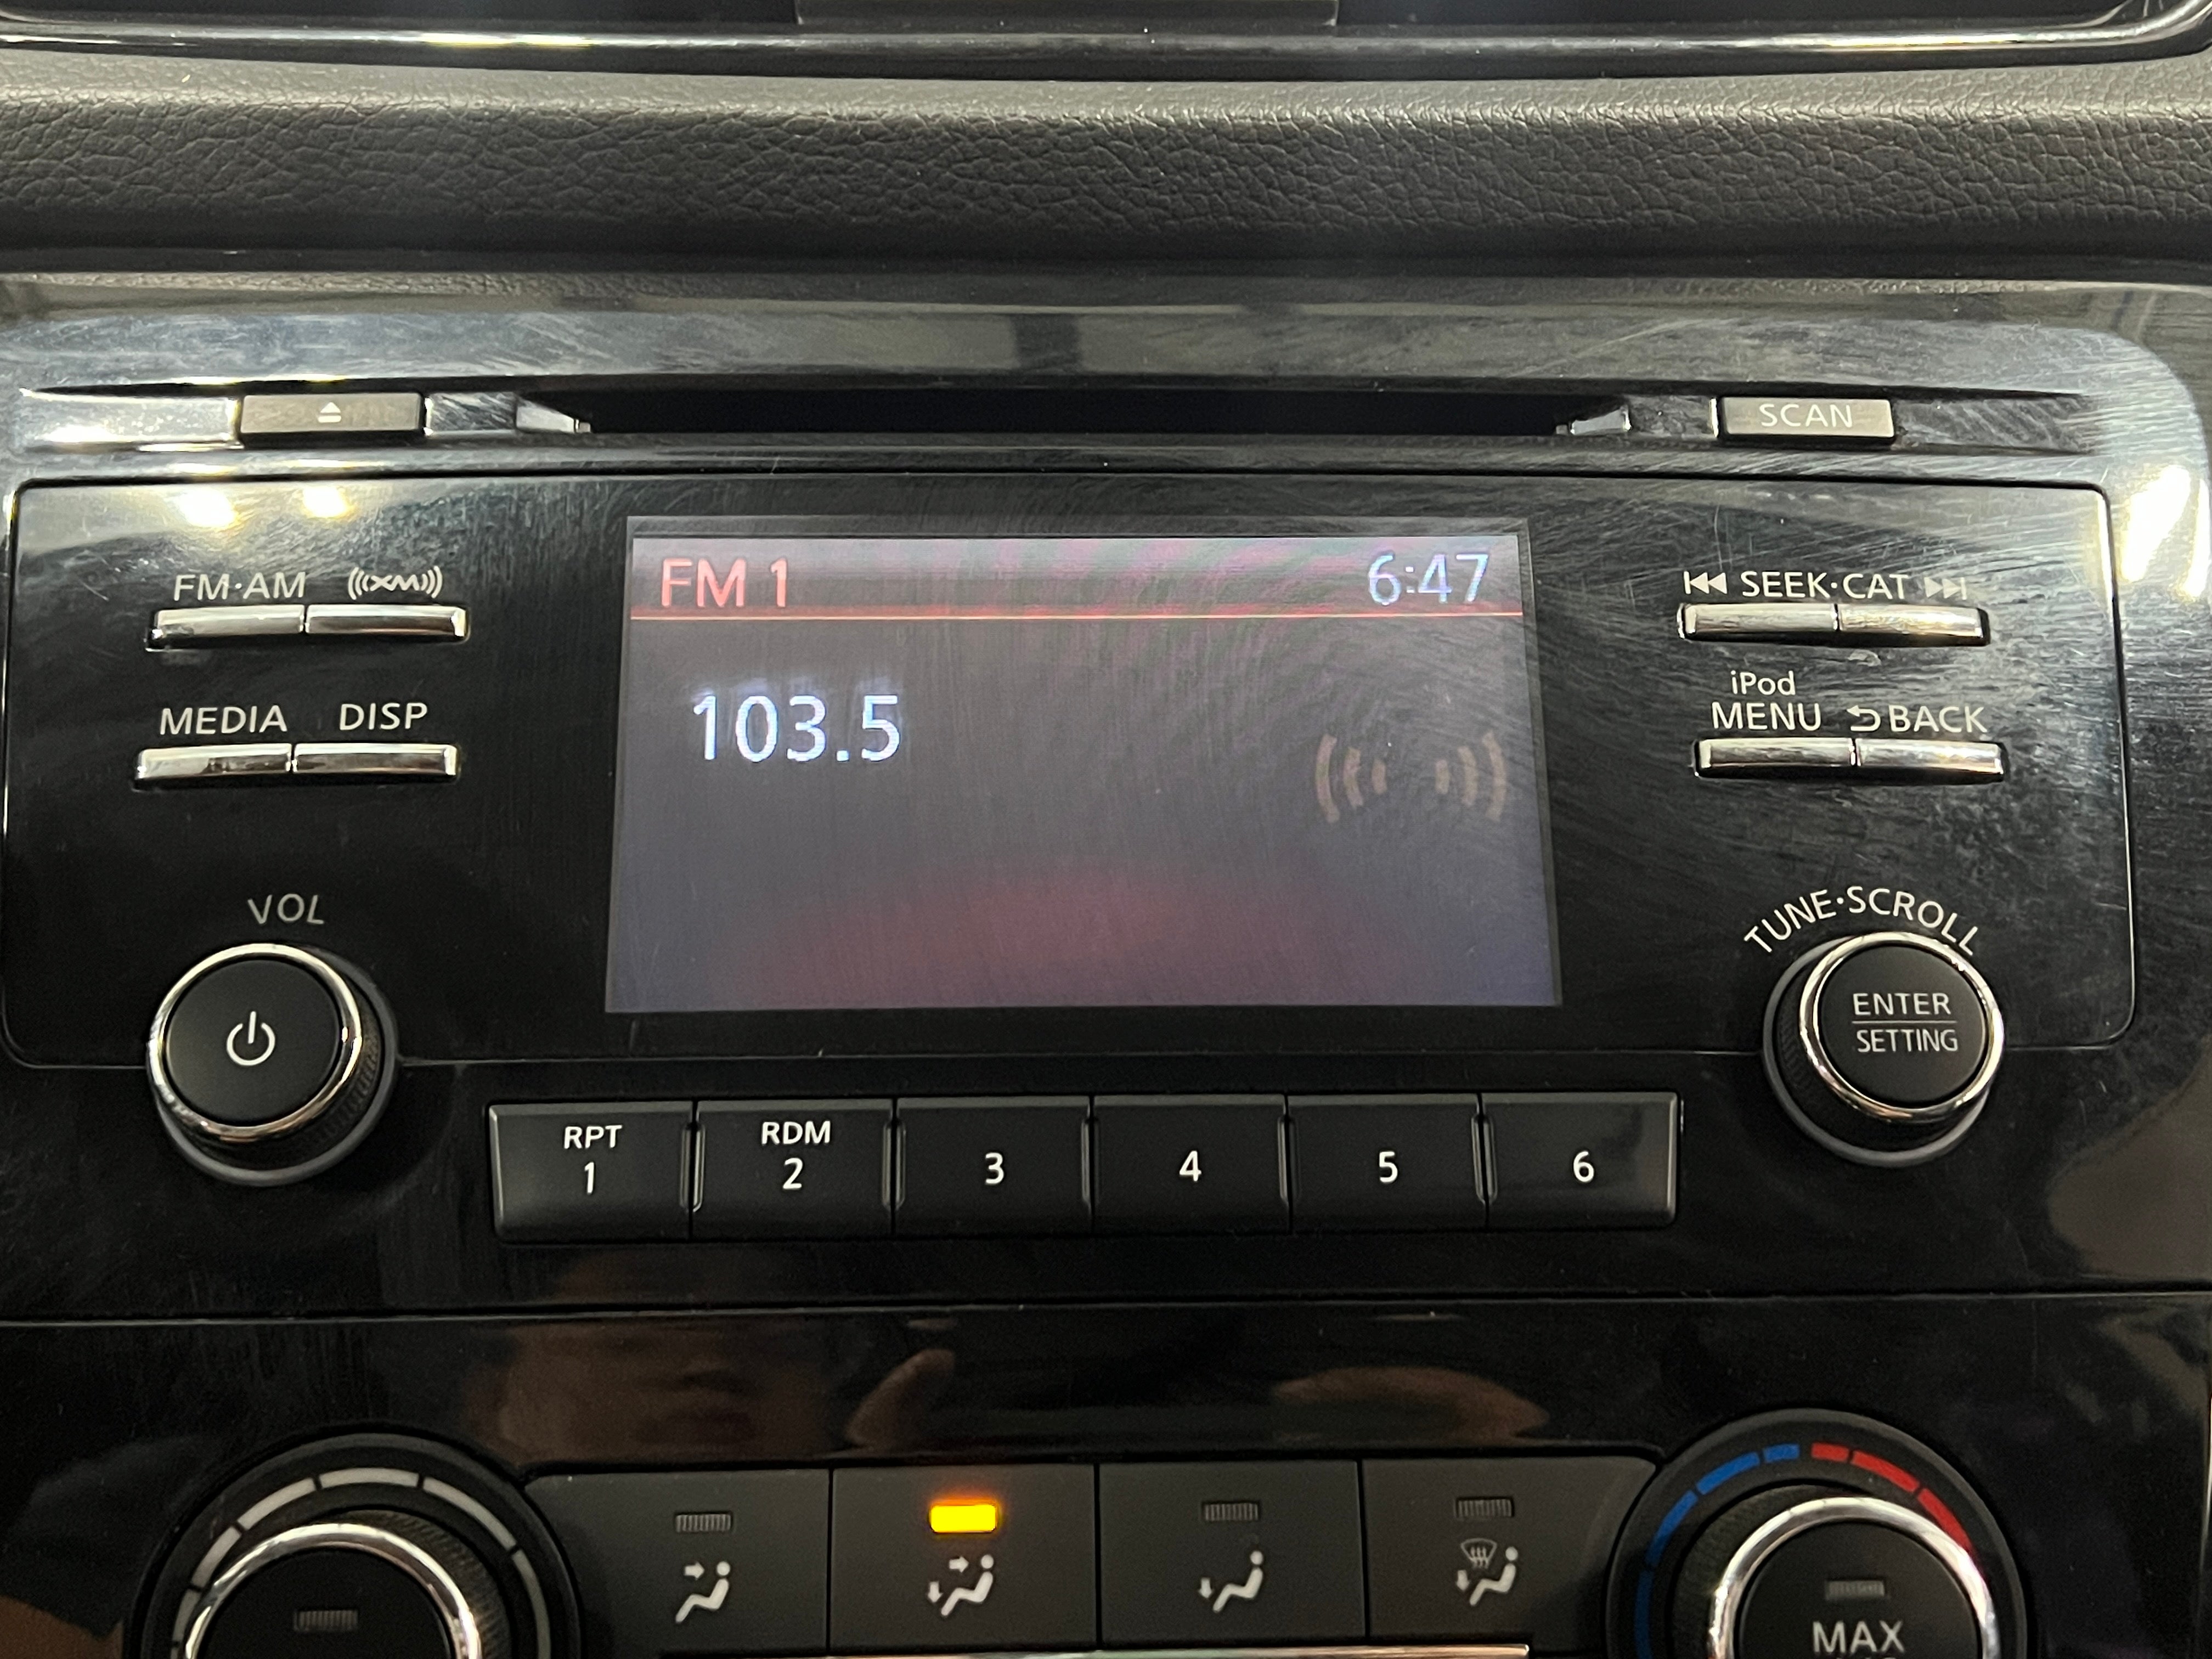 SCAN
FM·AM XM
SEEK·CAT
FM 1 6:47
iPod
MEDIA DISP
103.5
MENU BACK
VOL
TUNE·SCROLL
ENTER
SETTING
RPT
1
RDM
2
3
4
5
6
MAX